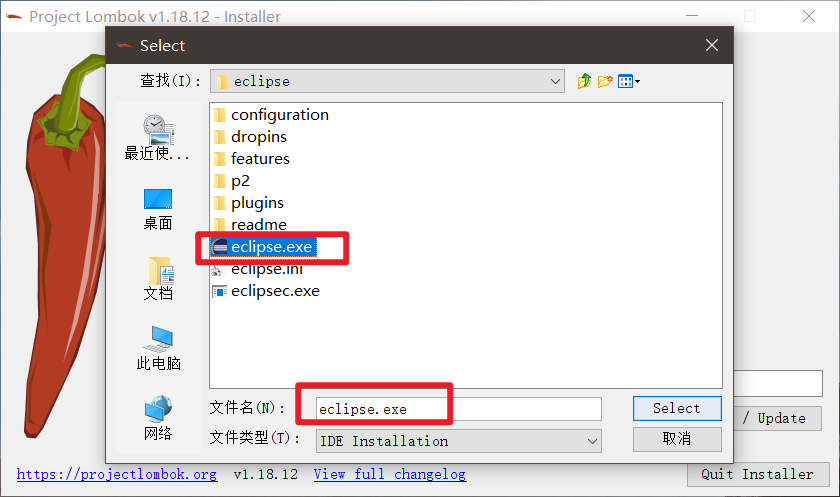 Project Lombok v1.18.12 - Installer
Select
查找(I): eclipse
最近使...
桌面
文档
此电脑
网络
configuration
dropins
features
p2
plugins
readme
eclipse.exe
eclipse.ini
eclipsec.exe
文件名(N): eclipse.exe Select
文件类型(T): IDE Installation 取消
/ Update
https://projectlombok.org v1.18.12 View full changelog Quit Installer